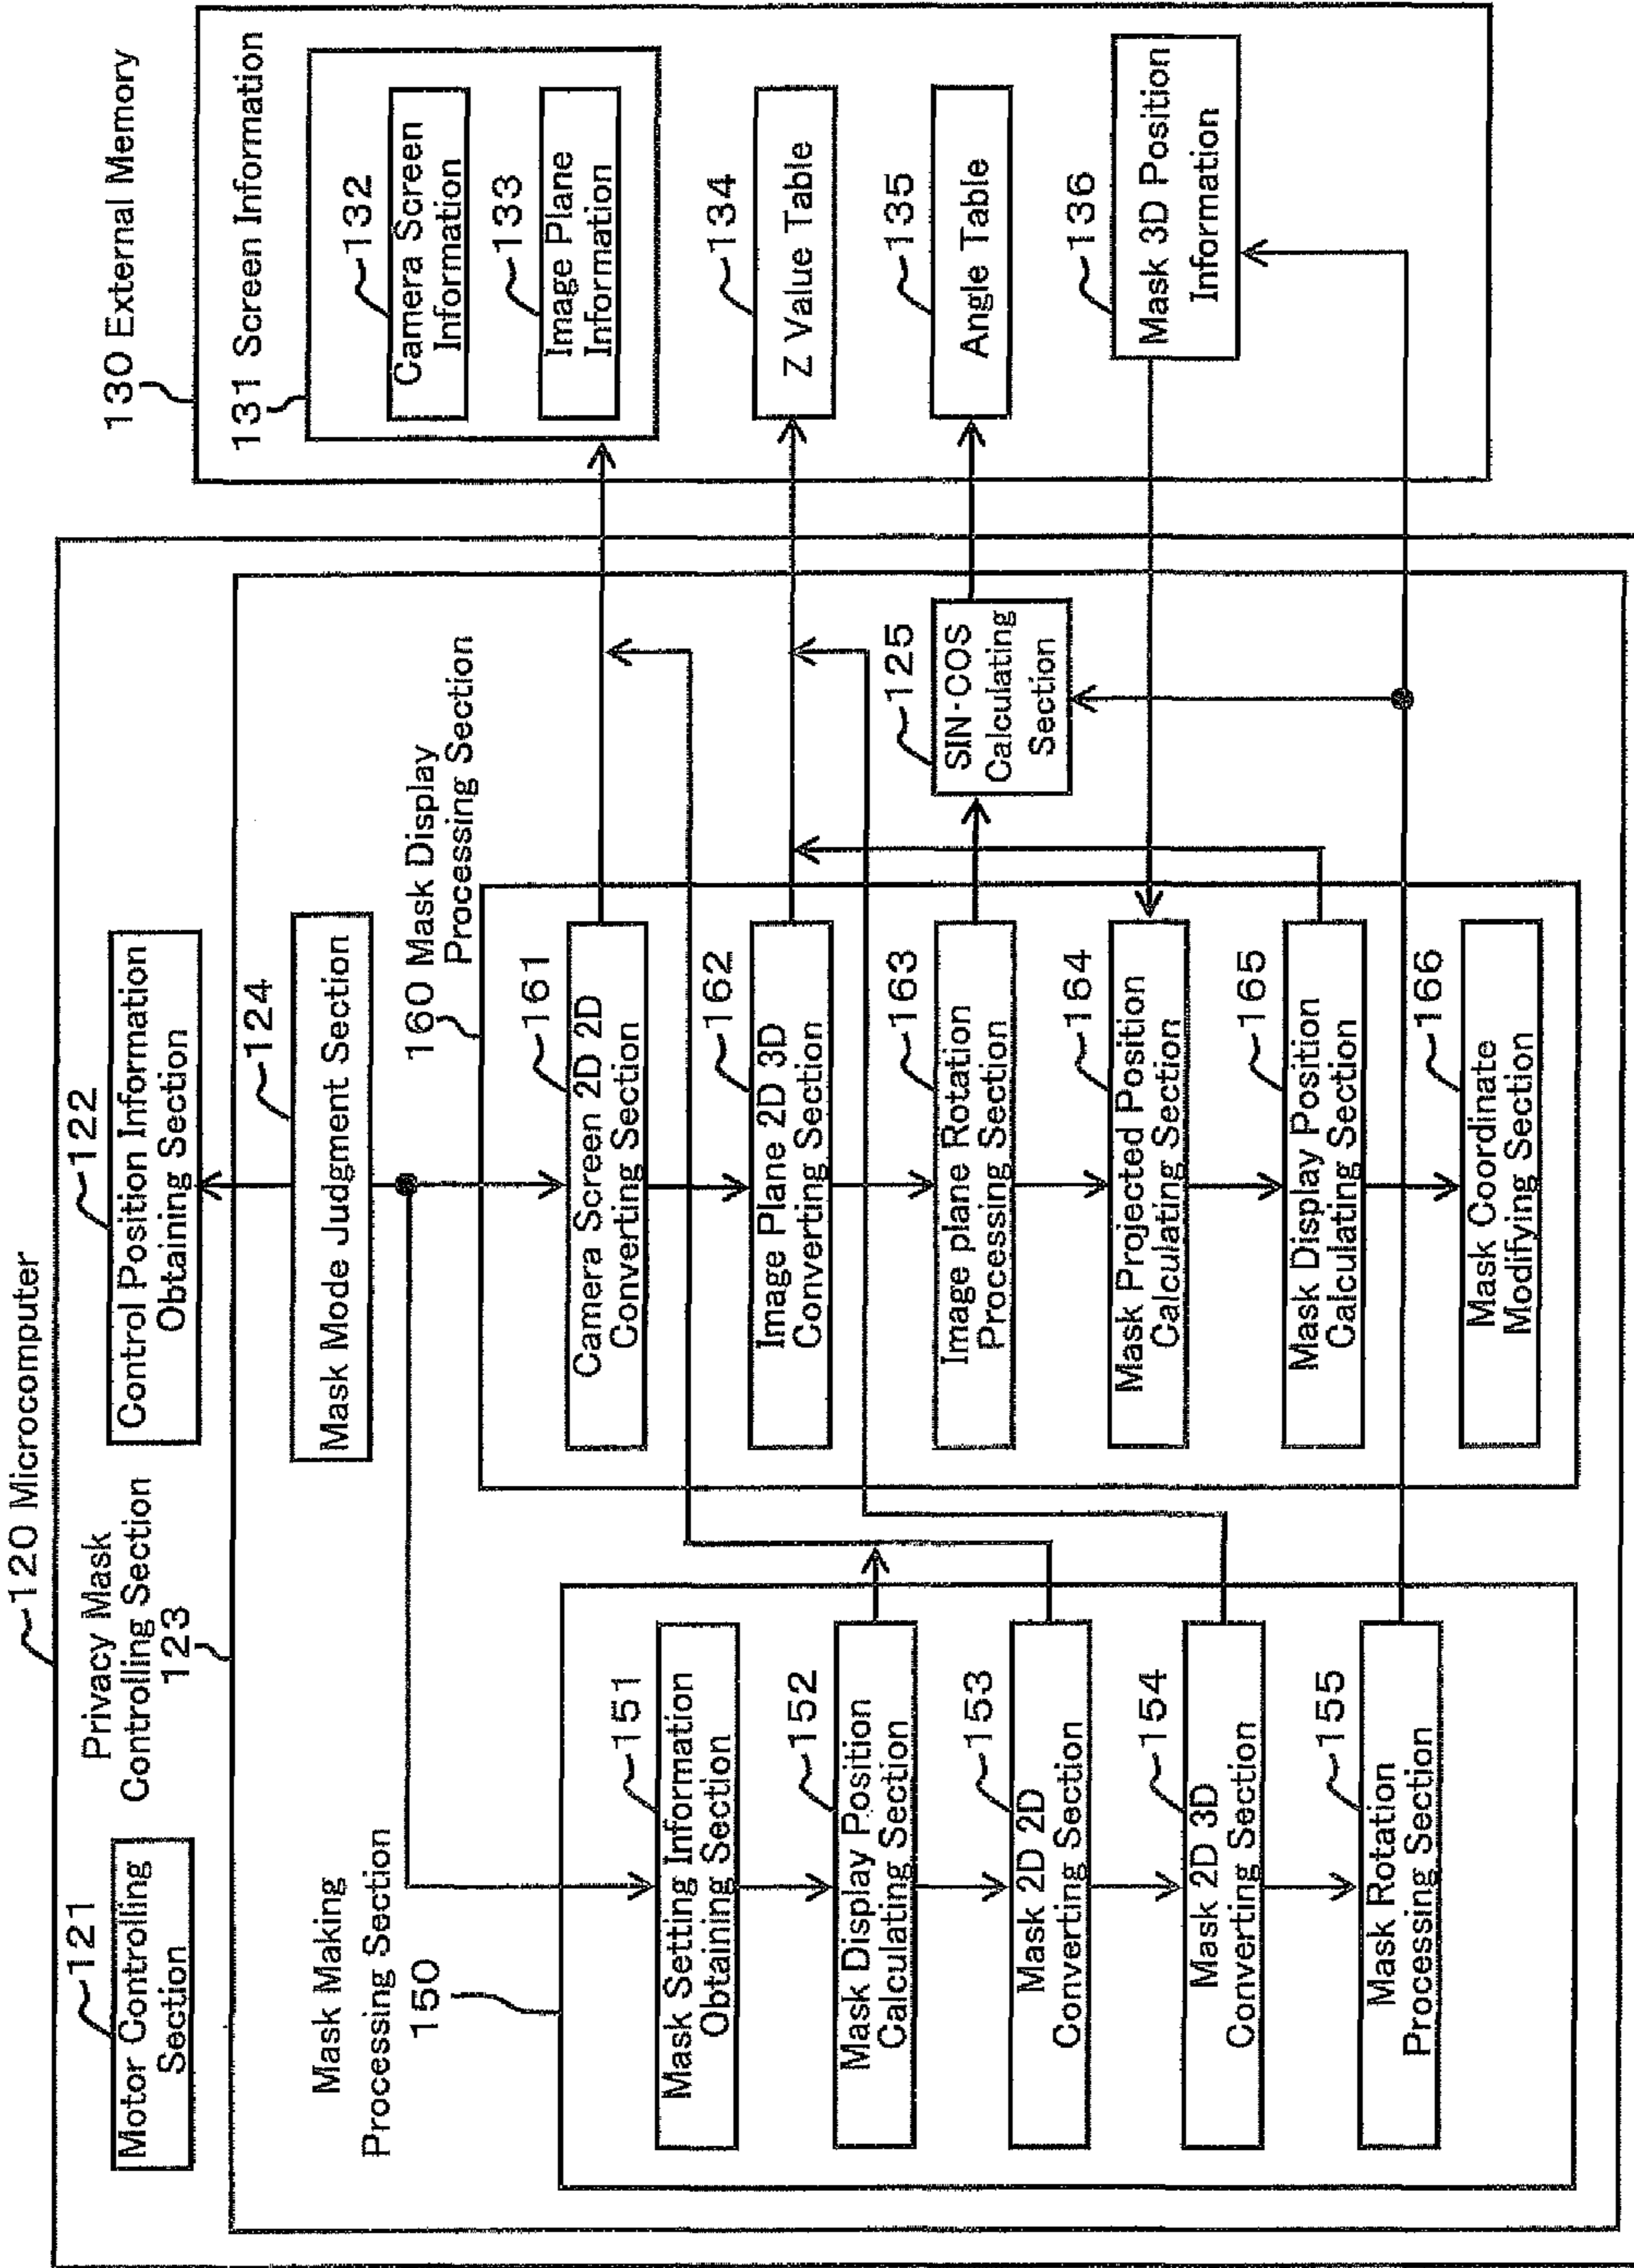 120 Microcomputer
121
Motor Controlling
Section
Privacy Mask
Controlling Section
123
122
Control Position Information
Obtaining Section
124
Mask Mode Judgment Section
Mask Making
Processing Section
150
151
Mask Setting Information
Obtaining Section
152
Mask Display Position
Calculating Section
153
Mask 2D 2D
Converting Section
154
Mask 2D 3D
Converting Section
155
Mask Rotation
Processing Section
160 Mask Display
Processing Section
161
Camera Screen 2D 2D
Converting Section
162
Image Plane 2D 3D
Converting Section
163
Image plane Rotation
Processing Section
164
Mask Projected Position
Calculating Section
165
Mask Display Position
Calculating Section
166
Mask Coordinate
Modifying Section
125
SIN·COS
Calculating
Section
130 External Memory
131 Screen Information
132
Camera Screen
Information
133
Image Plane
Information
134
Z Value Table
135
Angle Table
136
Mask 3D Position
Information